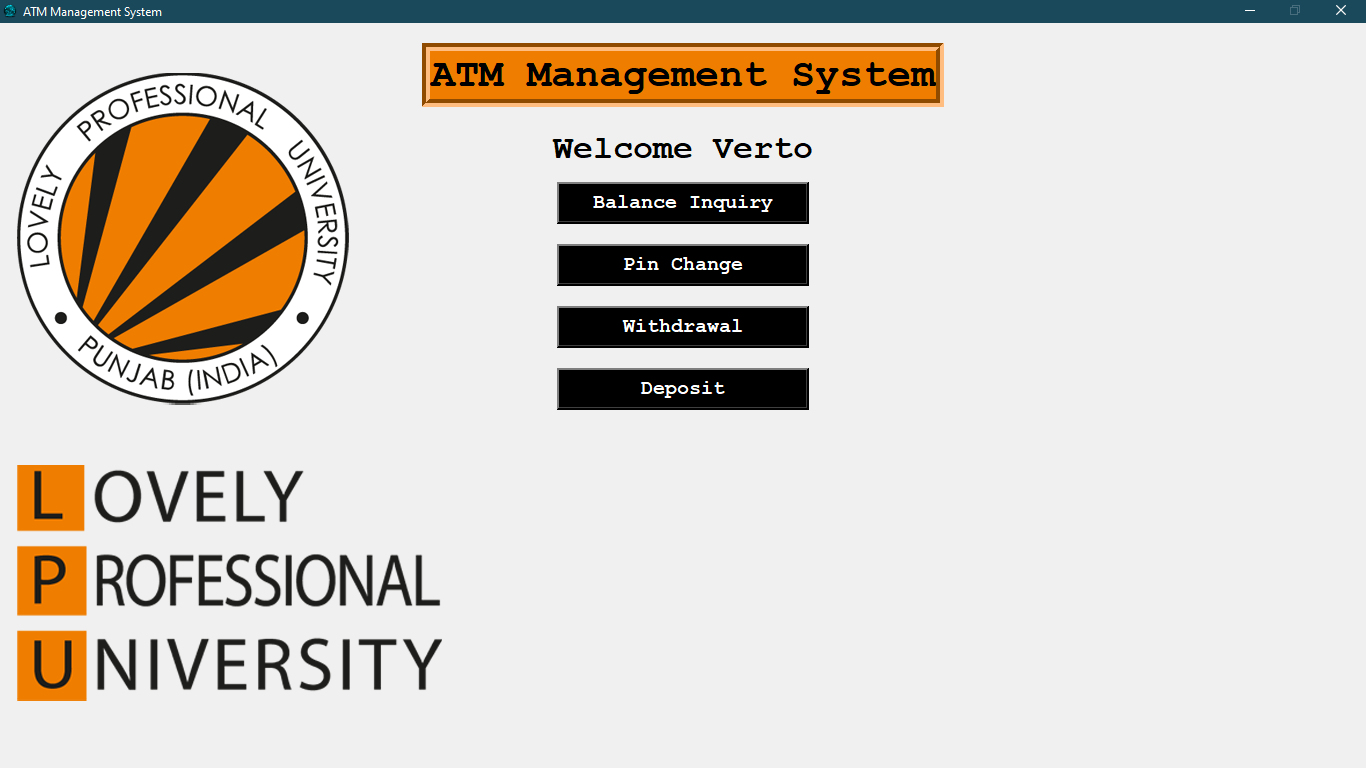 ATM Management System
ATM Management System
LOVELY PROFESSIONAL UNIVERSITY
PUNJAB (INDIA)
Welcome Verto
Balance Inquiry
Pin Change
Withdrawal
Deposit
LOVELY
PROFESSIONAL
UNIVERSITY